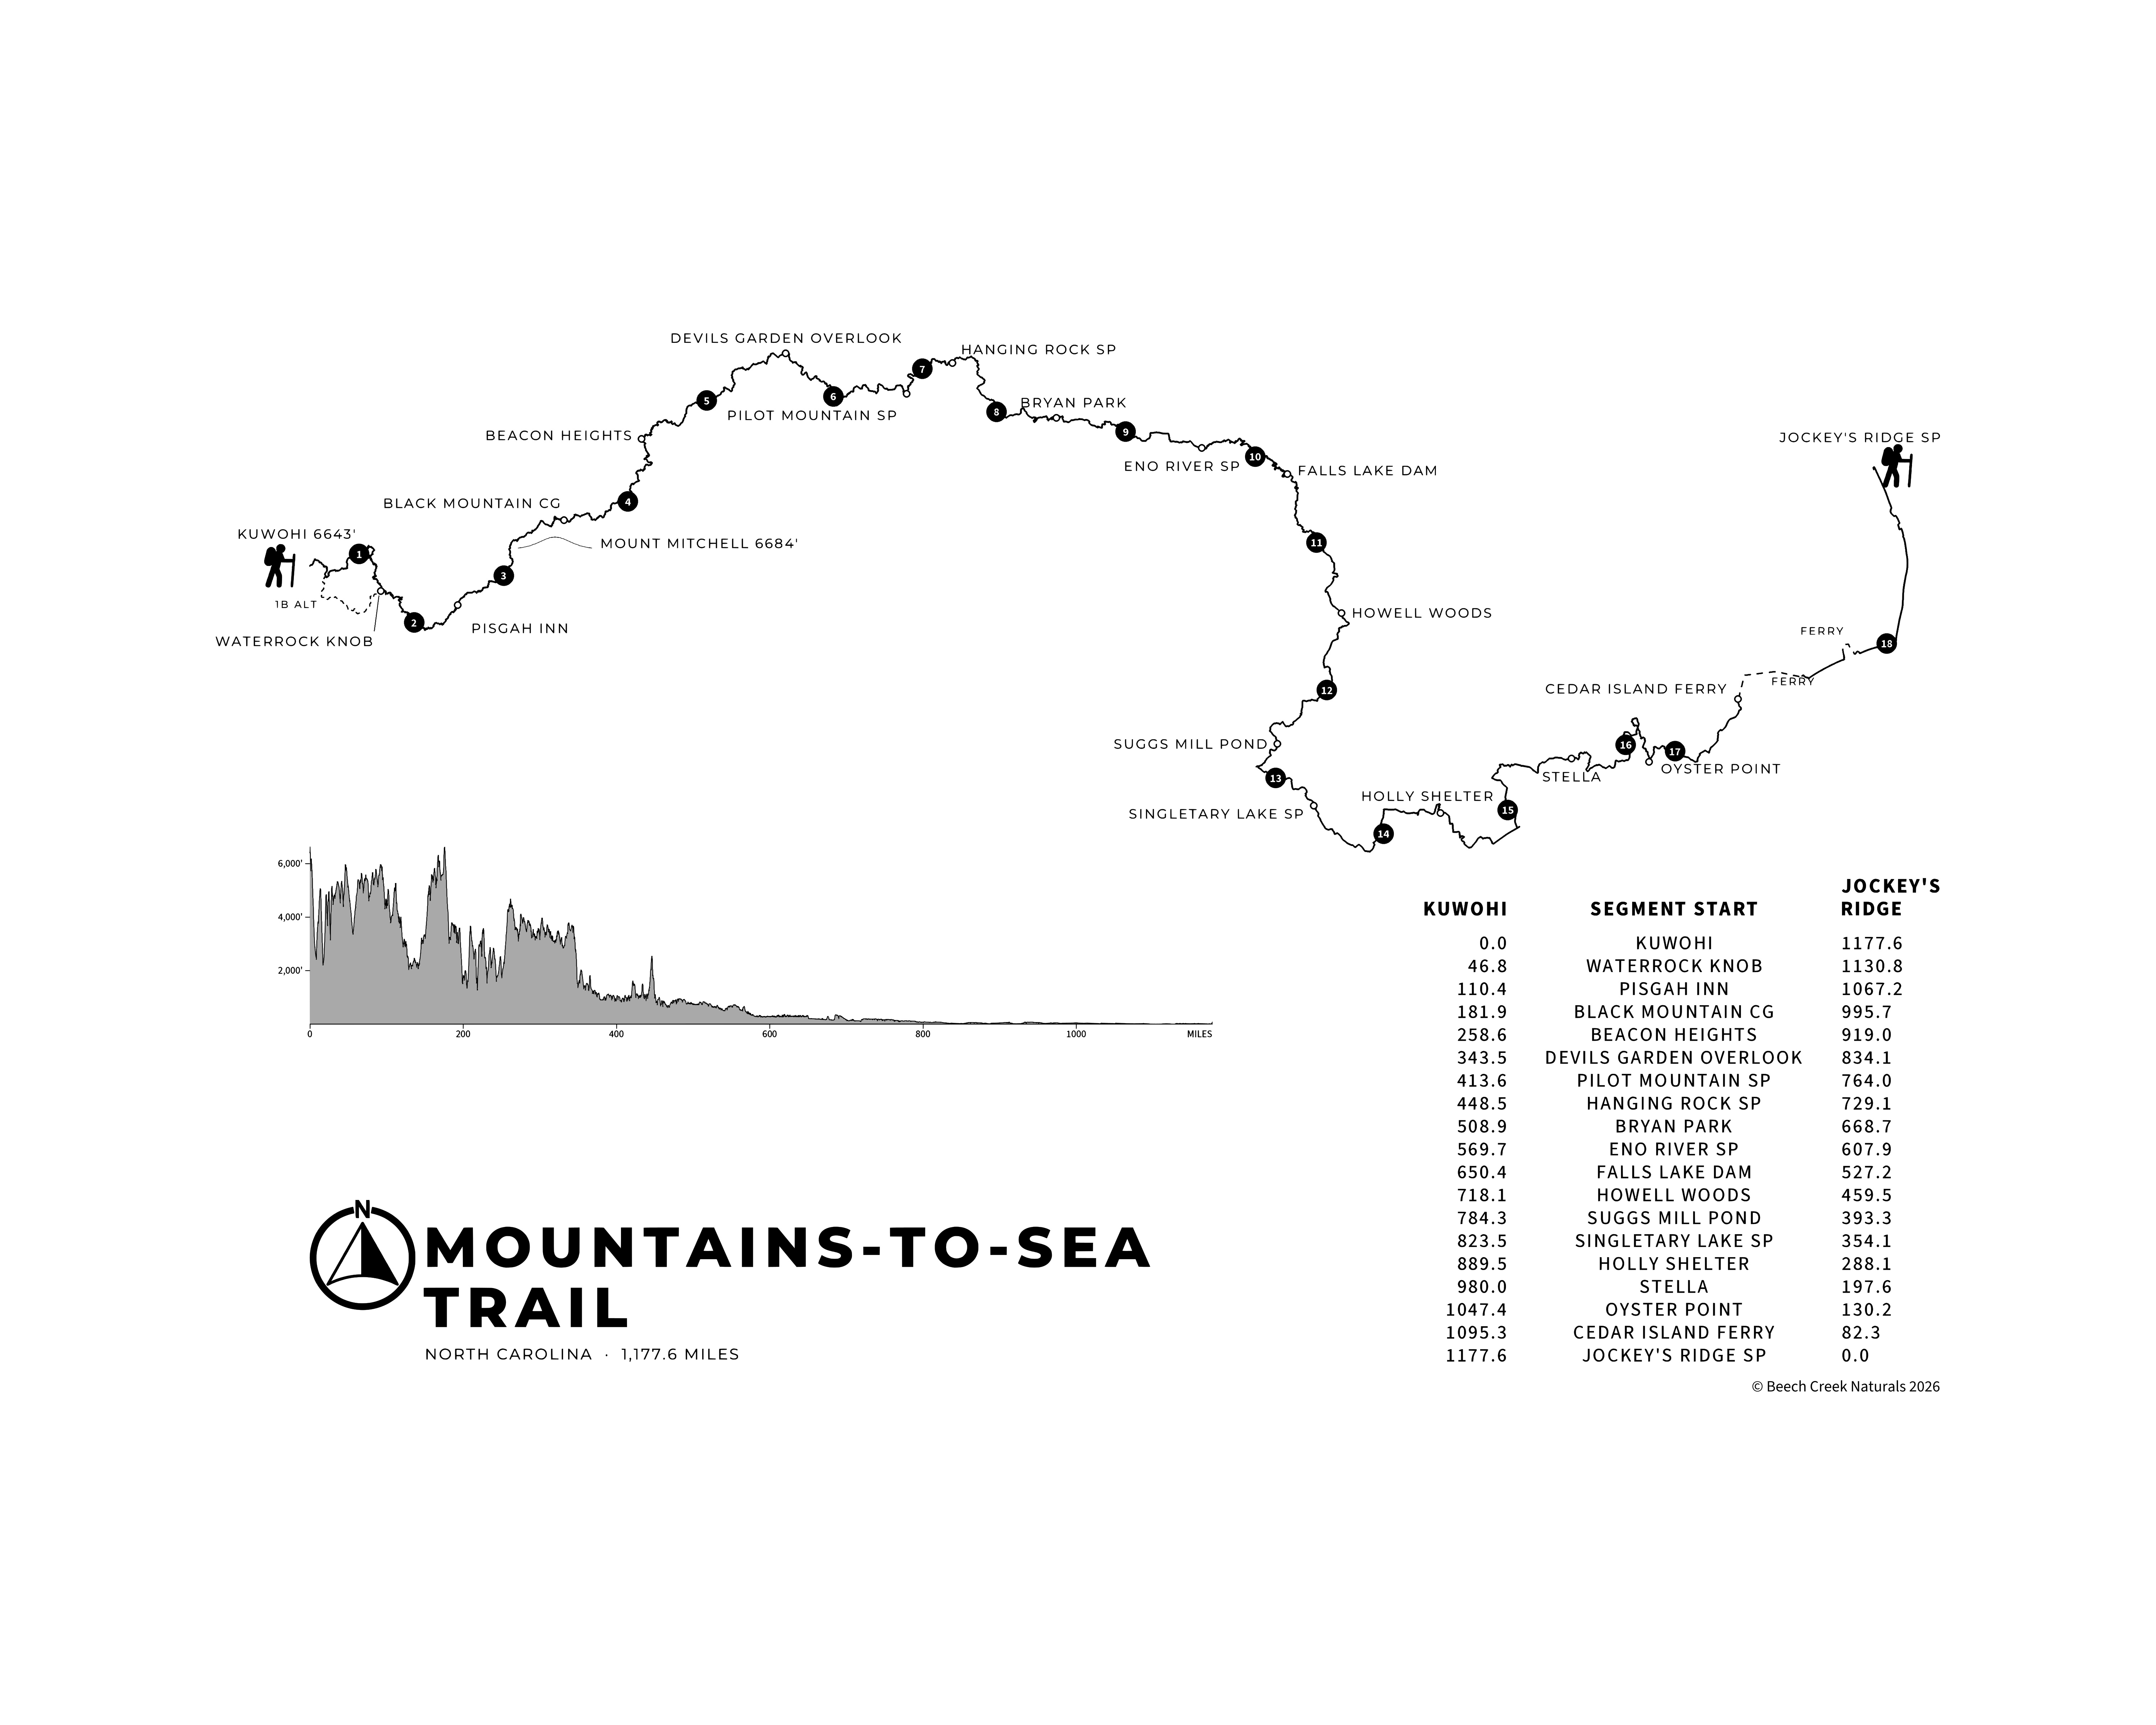 DEVILS GARDEN OVERLOOK
HANGING ROCK SP
7
5
6
PILOT MOUNTAIN SP
8
BRYAN PARK
9
BEACON HEIGHTS
ENO RIVER SP
10
FALLS LAKE DAM
JOCKEY'S RIDGE SP
BLACK MOUNTAIN CG
4
KUWOHI 6643'
1
MOUNT MITCHELL 6684'
11
3
1B ALT
2
PISGAH INN
WATERROCK KNOB
HOWELL WOODS
FERRY
18
FERRY
CEDAR ISLAND FERRY
12
SUGGS MILL POND
16
17
OYSTER POINT
STELLA
13
HOLLY SHELTER
15
SINGLETARY LAKE SP
14
6,000'
4,000'
2,000'
0 200 400 600 800 1000 MILES
JOCKEY'S
KUWOHI SEGMENT START RIDGE
0.0 KUWOHI 1177.6
46.8 WATERROCK KNOB 1130.8
110.4 PISGAH INN 1067.2
181.9 BLACK MOUNTAIN CG 995.7
258.6 BEACON HEIGHTS 919.0
343.5 DEVILS GARDEN OVERLOOK 834.1
413.6 PILOT MOUNTAIN SP 764.0
448.5 HANGING ROCK SP 729.1
508.9 BRYAN PARK 668.7
569.7 ENO RIVER SP 607.9
650.4 FALLS LAKE DAM 527.2
718.1 HOWELL WOODS 459.5
784.3 SUGGS MILL POND 393.3
823.5 SINGLETARY LAKE SP 354.1
889.5 HOLLY SHELTER 288.1
980.0 STELLA 197.6
1047.4 OYSTER POINT 130.2
1095.3 CEDAR ISLAND FERRY 82.3
1177.6 JOCKEY'S RIDGE SP 0.0
N
MOUNTAINS-TO-SEA
TRAIL
NORTH CAROLINA · 1,177.6 MILES
© Beech Creek Naturals 2026